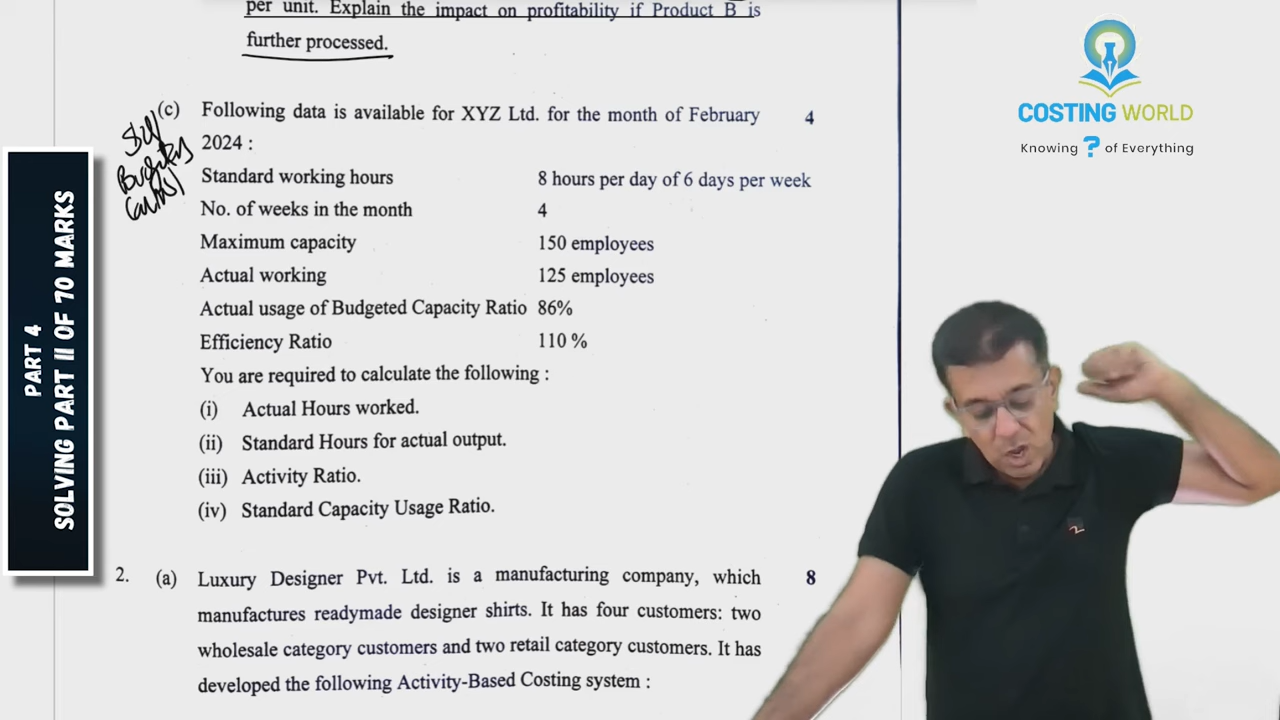 per unit. Explain the impact on profitability if Product B is
further processed.
(c) Following data is available for XYZ Ltd. for the month of February 4
2024 :
Standard working hours 8 hours per day of 6 days per week
No. of weeks in the month 4
Maximum capacity 150 employees
Actual working 125 employees
Actual usage of Budgeted Capacity Ratio 86%
Efficiency Ratio 110 %
You are required to calculate the following :
(i) Actual Hours worked.
(ii) Standard Hours for actual output.
(iii) Activity Ratio.
(iv) Standard Capacity Usage Ratio.
2. (a) Luxury Designer Pvt. Ltd. is a manufacturing company, which 8
manufactures readymade designer shirts. It has four customers: two
wholesale category customers and two retail category customers. It has
developed the following Activity-Based Costing system :
PART 4
SOLVING PART II OF 70 MARKS
COSTING WORLD
Knowing ? of Everything